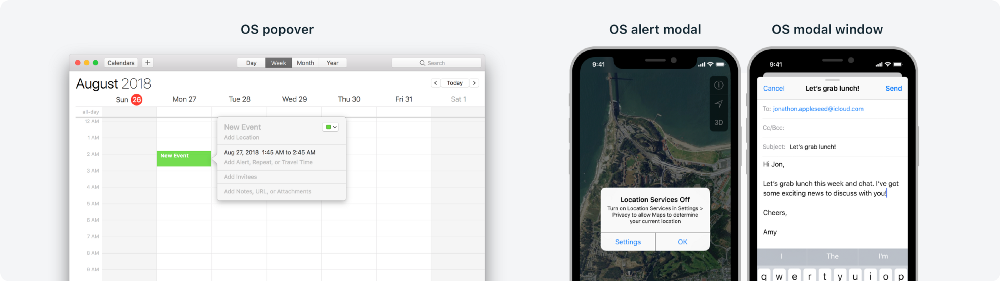 OS popover
Calendars +
Day Week Month Year
Search
August 2018
< Today >
Sun 26 Mon 27 Tue 28 Wed 29 Thu 30 Fri 31 Sat 1
all-day
12 AM
1 AM
2 AM
3 AM
4 AM
5 AM
6 AM
7 AM
8 AM
9 AM
New Event
New Event
Add Location
Aug 27, 2018 1:45 AM to 2:45 AM
Add Alert, Repeat, or Travel Time
Add Invitees
Add Notes, URL, or Attachments
OS alert modal
9:41
3D
Location Services Off
Turn on Location Services in Settings >
Privacy to allow Maps to determine
your current location
Settings OK
OS modal window
9:41
Cancel Let's grab lunch! Send
To: jonathon.appleseed@icloud.com
Cc/Bcc:
Subject: Let's grab lunch!
Hi Jon,
Let's grab lunch this week and chat. I've got
some exciting news to discuss with you!
Cheers,
Amy
I The I'm
q w e r t y u i o p